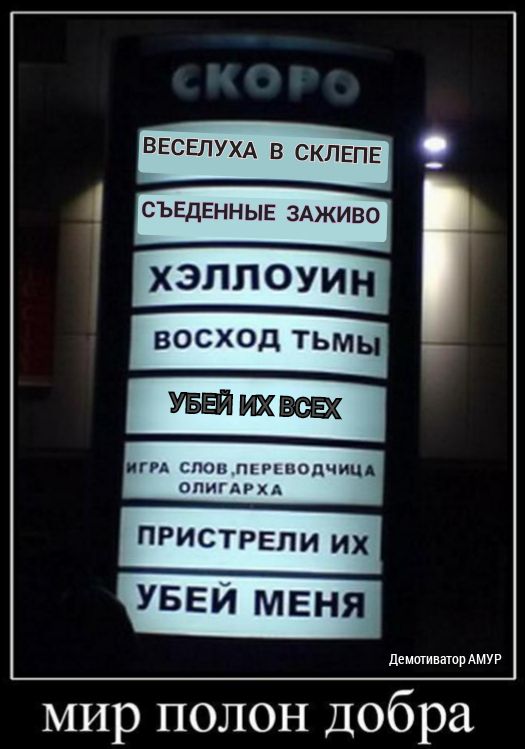 СКОРО
ВЕСЕЛУХА В СКЛЕПЕ
СЪЕДЕННЫЕ ЗАЖИВО
ХЭЛЛОУИН
ВОСХОД ТЬМЫ
УБЕЙ ИХ ВСЕХ
ИГРА СЛОВ,ПЕРЕВОДЧИЦА
ОЛИГАРХА
ПРИСТРЕЛИ ИХ
УБЕЙ МЕНЯ
Демотиватор АМУР
мир полон добра